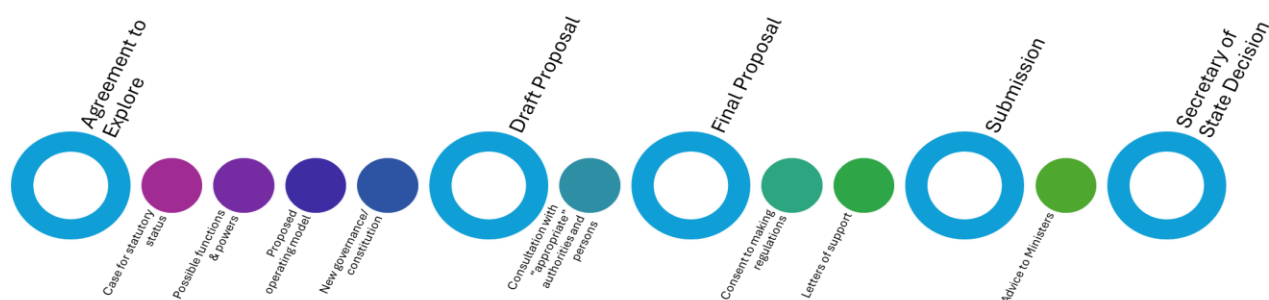 Agreement to
Explore
Case for statutory
status
Possible functions
& powers
Proposed
operating model
New governance/
constitution
Draft Proposal
Consultation with
"appropriate"
authorities and
persons
Final Proposal
Consent to making
regulations
Letters of support
Submission
Advice to Ministers
Secretary of
State Decision